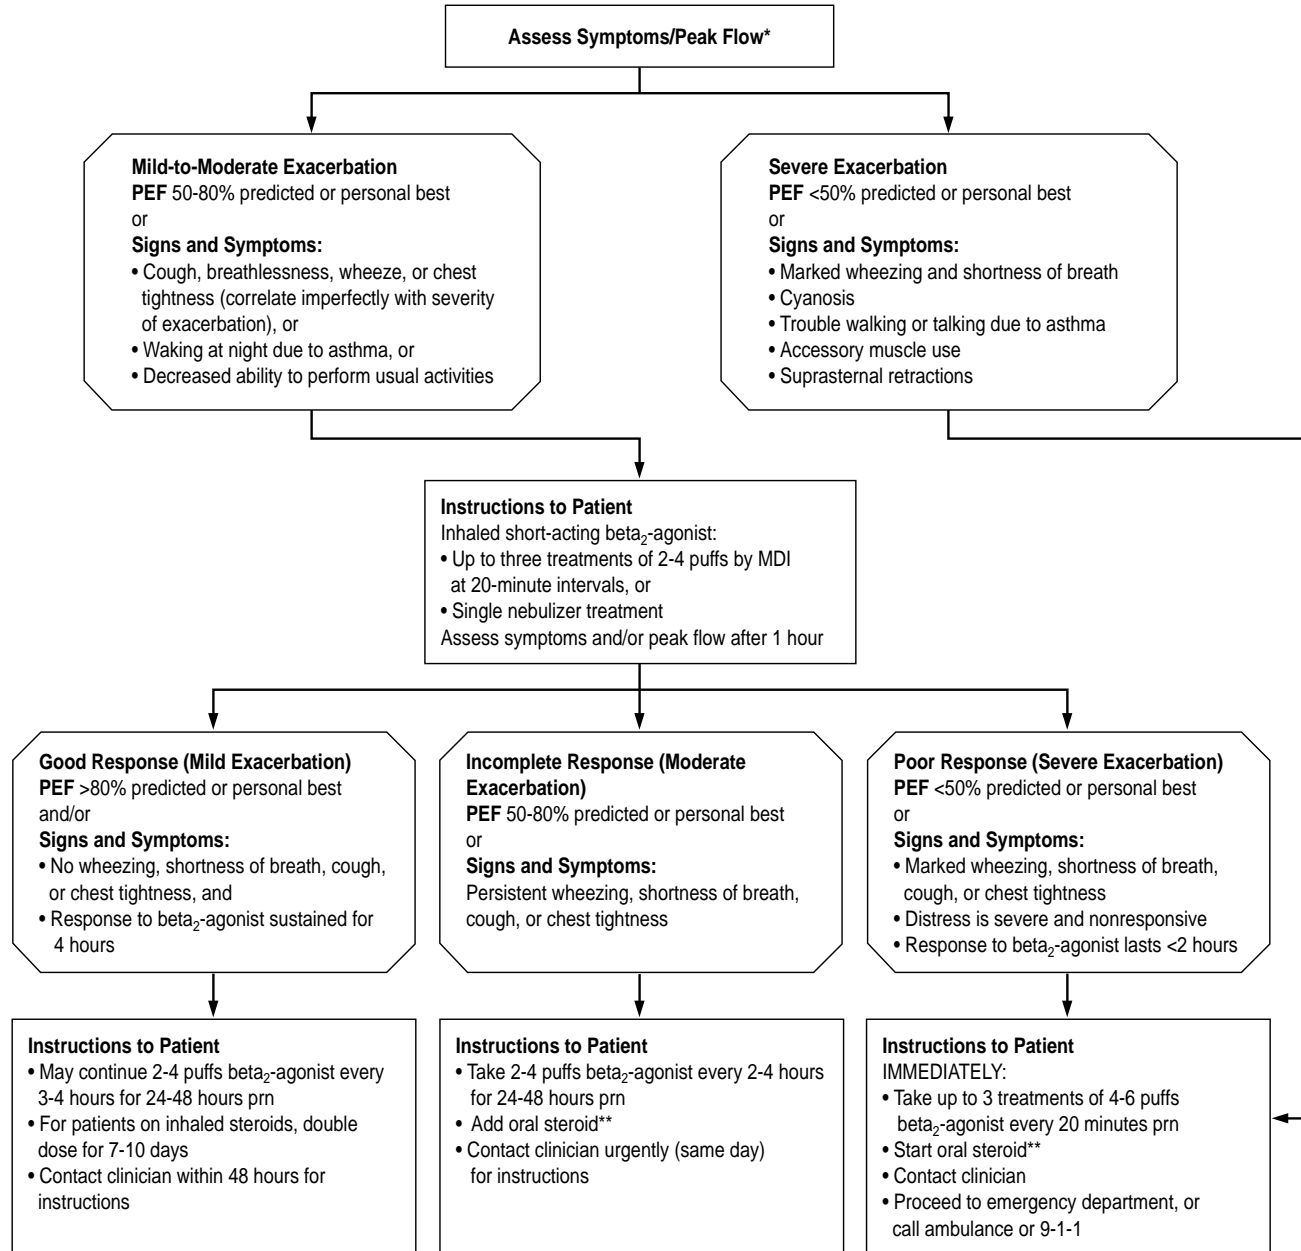 Assess Symptoms/Peak Flow*
Mild-to-Moderate Exacerbation
PEF 50-80% predicted or personal best
or
Signs and Symptoms:
• Cough, breathlessness, wheeze, or chest
tightness (correlate imperfectly with severity
of exacerbation), or
• Waking at night due to asthma, or
• Decreased ability to perform usual activities
Severe Exacerbation
PEF <50% predicted or personal best
or
Signs and Symptoms:
• Marked wheezing and shortness of breath
• Cyanosis
• Trouble walking or talking due to asthma
• Accessory muscle use
• Suprasternal retractions
Instructions to Patient
Inhaled short-acting beta₂-agonist:
• Up to three treatments of 2-4 puffs by MDI
at 20-minute intervals, or
• Single nebulizer treatment
Assess symptoms and/or peak flow after 1 hour
Good Response (Mild Exacerbation)
PEF >80% predicted or personal best
and/or
Signs and Symptoms:
• No wheezing, shortness of breath, cough,
or chest tightness, and
• Response to beta₂-agonist sustained for
4 hours
Incomplete Response (Moderate
Exacerbation)
PEF 50-80% predicted or personal best
or
Signs and Symptoms:
Persistent wheezing, shortness of breath,
cough, or chest tightness
Poor Response (Severe Exacerbation)
PEF <50% predicted or personal best
or
Signs and Symptoms:
• Marked wheezing, shortness of breath,
cough, or chest tightness
• Distress is severe and nonresponsive
• Response to beta₂-agonist lasts <2 hours
Instructions to Patient
• May continue 2-4 puffs beta₂-agonist every
3-4 hours for 24-48 hours prn
• For patients on inhaled steroids, double
dose for 7-10 days
• Contact clinician within 48 hours for
instructions
Instructions to Patient
• Take 2-4 puffs beta₂-agonist every 2-4 hours
for 24-48 hours prn
• Add oral steroid**
• Contact clinician urgently (same day)
for instructions
Instructions to Patient
IMMEDIATELY:
• Take up to 3 treatments of 4-6 puffs
beta₂-agonist every 20 minutes prn
• Start oral steroid**
• Contact clinician
• Proceed to emergency department, or
call ambulance or 9-1-1